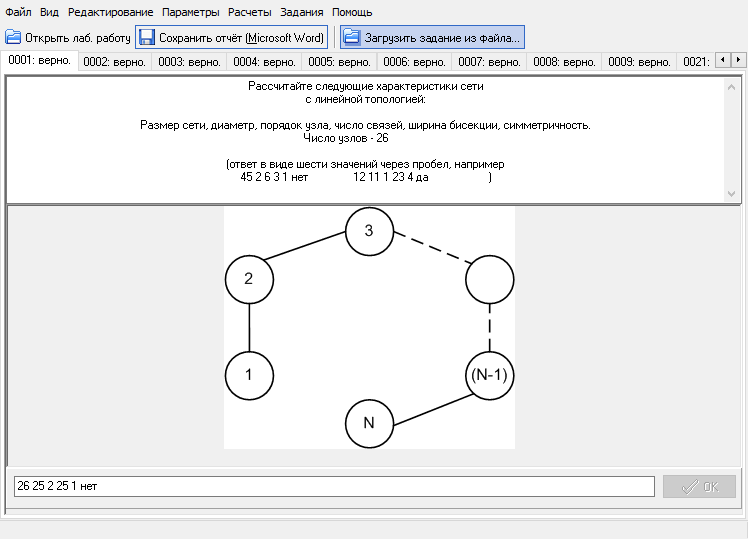 Файл Вид Редактирование Параметры Расчеты Задания Помощь
Открыть лаб. работу Сохранить отчёт (Microsoft Word) Загрузить задание из файла...
0001: верно. 0002: верно. 0003: верно. 0004: верно. 0005: верно. 0006: верно. 0007: верно. 0008: верно. 0009: верно. 0021:
Рассчитайте следующие характеристики сети
с линейной топологией:
Размер сети, диаметр, порядок узла, число связей, ширина бисекции, симметричность.
Число узлов - 26
(ответ в виде шести значений через пробел, например
45 2 6 3 1 нет 12 11 1 23 4 да )
3
2
1
(N-1)
N
26 25 2 25 1 нет
OK